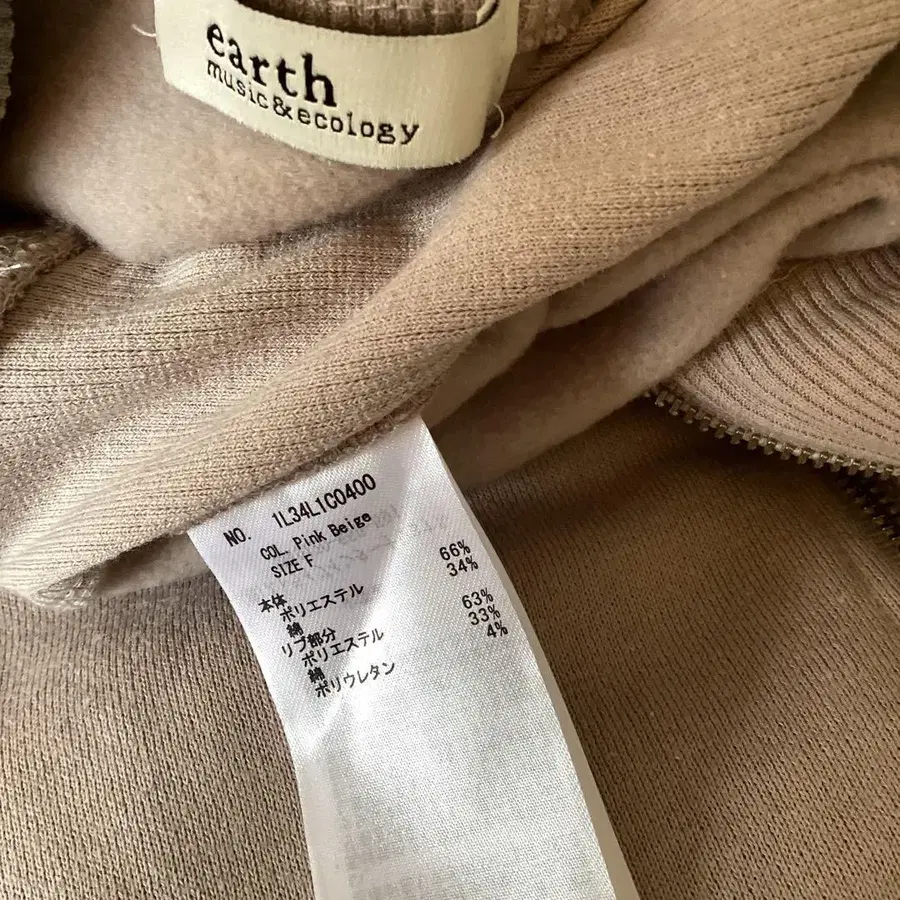 earth
music&ecology
NO. 1L34L1C0400
COL. Pink Beige
SIZE F
本体
ポリエステル 66%
綿 34%
リブ部分
ポリエステル 63%
綿 33%
ポリウレタン 4%